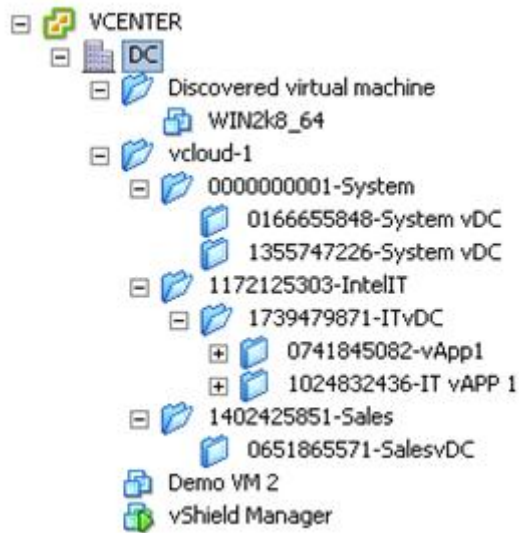 VCENTER
DC
Discovered virtual machine
WIN2k8_64
vcloud-1
0000000001-System
0166655848-System vDC
1355747226-System vDC
1172125303-IntelIT
1739479871-ITvDC
0741845082-vApp1
1024832436-IT vAPP 1
1402425851-Sales
0651865571-SalesvDC
Demo VM 2
vShield Manager